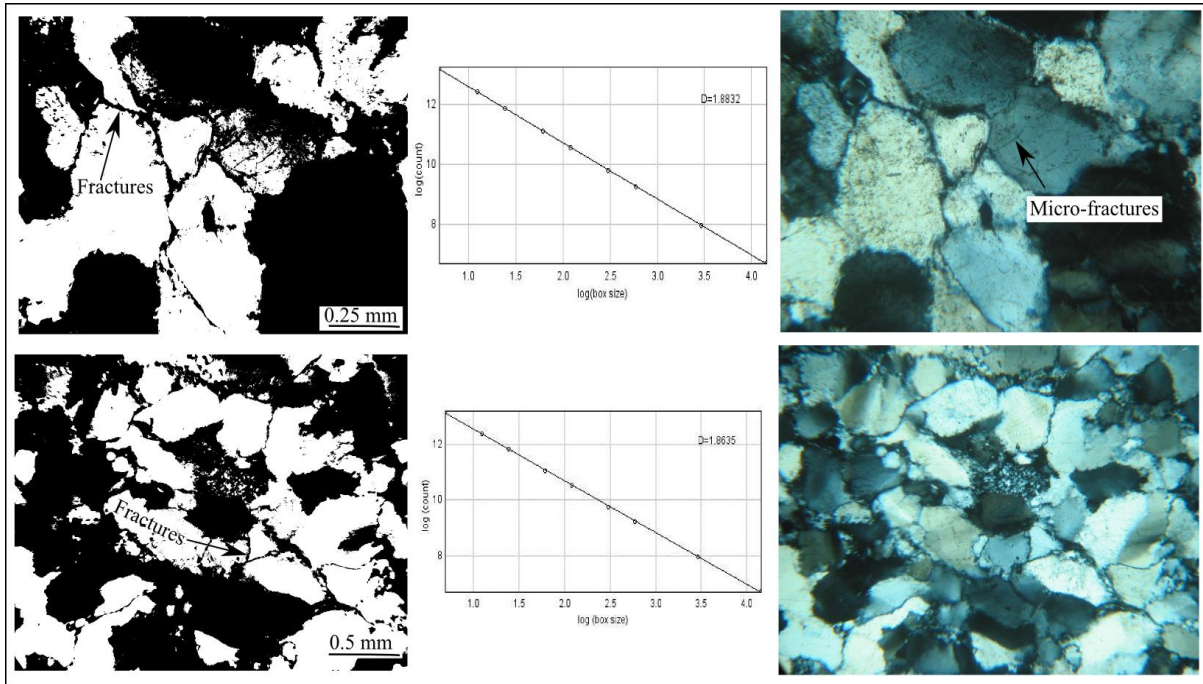 Fractures
0.25 mm
D=1.8832
12
10
8
log(count)
1.0 1.5 2.0 2.5 3.0 3.5 4.0
log(box size)
Micro-fractures
Fractures
0.5 mm
D=1.8635
12
10
8
log (count)
1.0 1.5 2.0 2.5 3.0 3.5 4.0
log (box size)